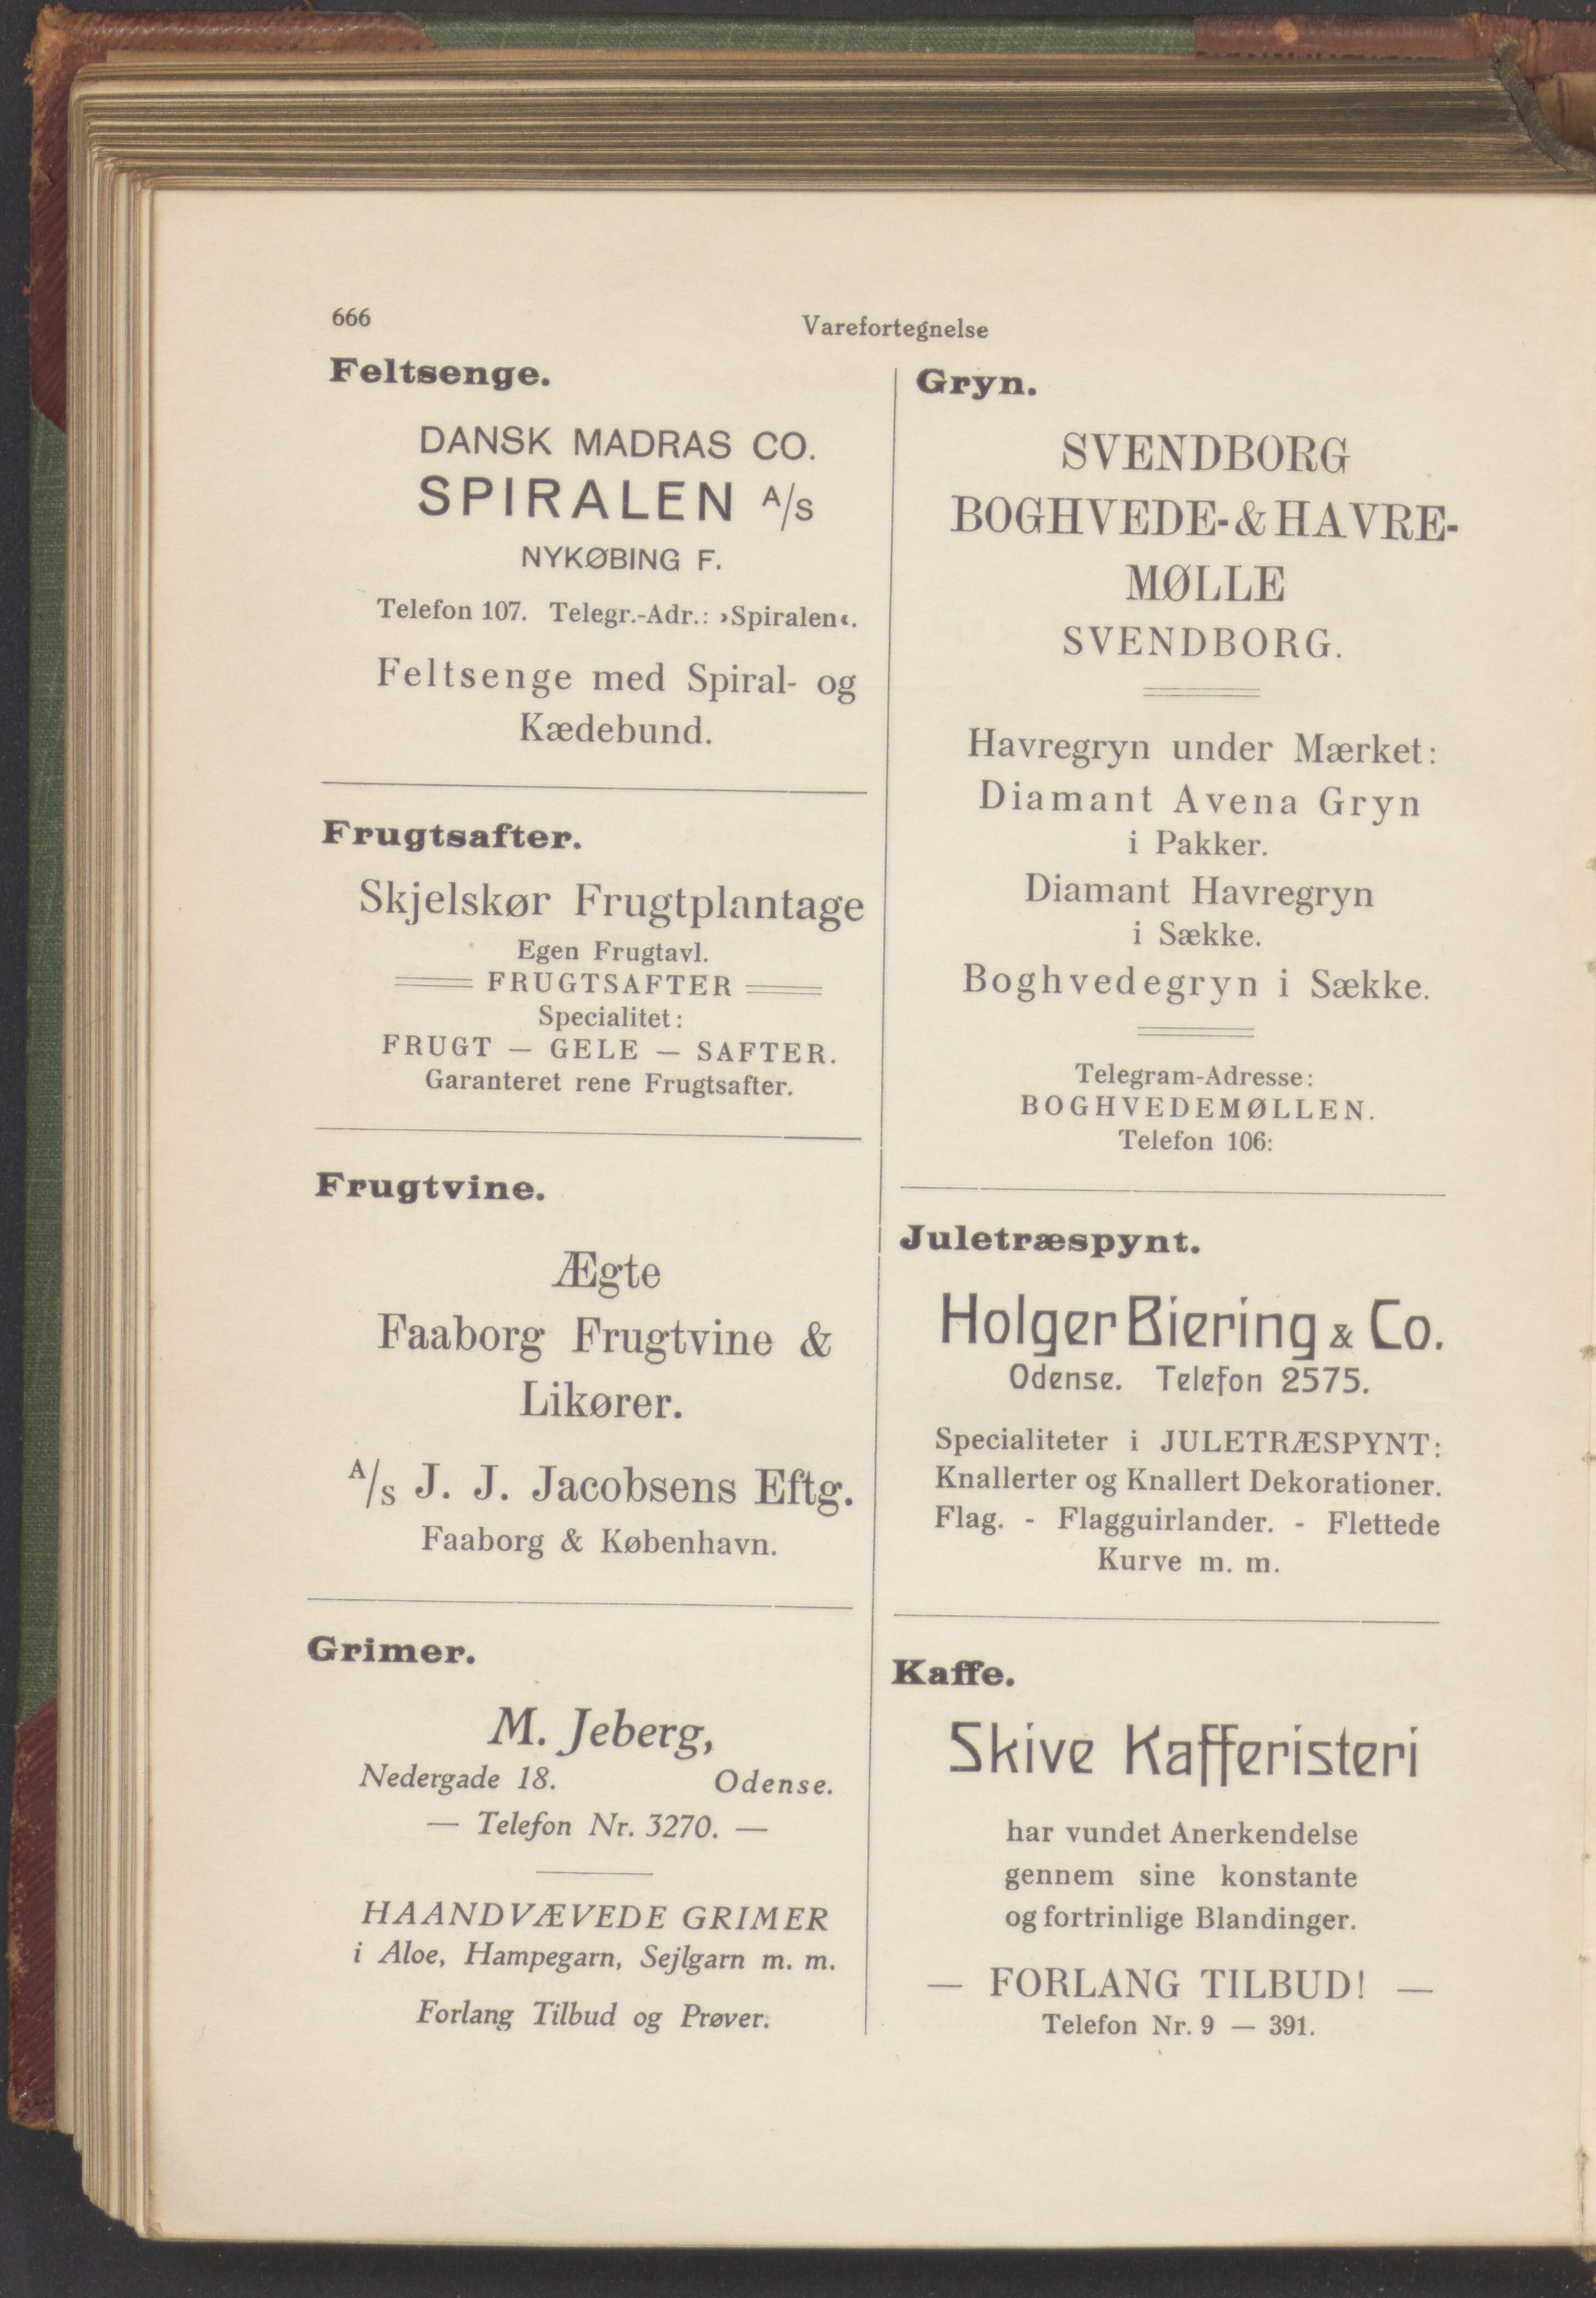 666
Varefortegnelse
Feltsenge.
DANSK MADRAS CO.
SPIRALEN A/S
NYKØBING F.
Telefon 107. Telegr.-Adr.: ›Spiralen‹.
Feltsenge med Spiral- og
Kædebund.
Frugtsafter.
Skjelskør Frugtplantage
Egen Frugtavl.
FRUGTSAFTER
Specialitet:
FRUGT — GELE — SAFTER.
Garanteret rene Frugtsafter.
Frugtvine.
Ægte
Faaborg Frugtvine &
Likører.
A/S J. J. Jacobsens Eftg.
Faaborg & København.
Grimer.
M. Jeberg,
Nedergade 18. Odense.
— Telefon Nr. 3270. —
HAANDVÆVEDE GRIMER
i Aloe, Hampegarn, Sejlgarn m. m.
Forlang Tilbud og Prøver.
Gryn.
SVENDBORG
BOGHVEDE- & HAVRE-
MØLLE
SVENDBORG.
Havregryn under Mærket:
Diamant Avena Gryn
i Pakker.
Diamant Havregryn
i Sække.
Boghvedegryn i Sække.
Telegram-Adresse:
BOGHVEDEMØLLEN.
Telefon 106:
Juletræspynt.
Holger Biering & Co.
Odense. Telefon 2575.
Specialiteter i JULETRÆSPYNT:
Knallerter og Knallert Dekorationer.
Flag. - Flagguirlander. - Flettede
Kurve m. m.
Kaffe.
Skive Kafferisteri
har vundet Anerkendelse
gennem sine konstante
og fortrinlige Blandinger.
— FORLANG TILBUD! —
Telefon Nr. 9 — 391.